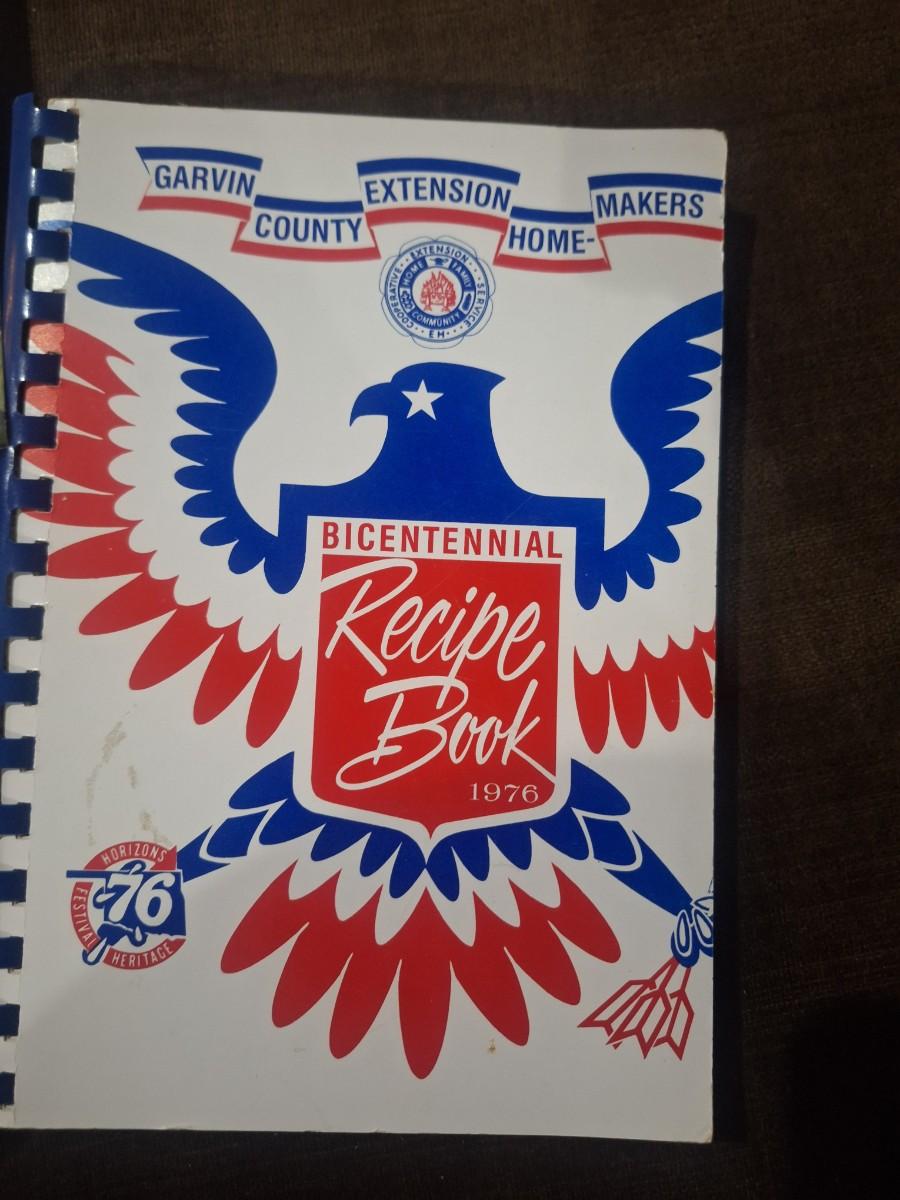 GARVIN
COUNTY
EXTENSION
HOME-
MAKERS
COOPERATIVE · EXTENSION · SERVICE
HOME FAMILY
COMMUNITY
· EH ·
BICENTENNIAL
Recipe
Book
1976
HORIZONS
'76
FESTIVAL
HERITAGE